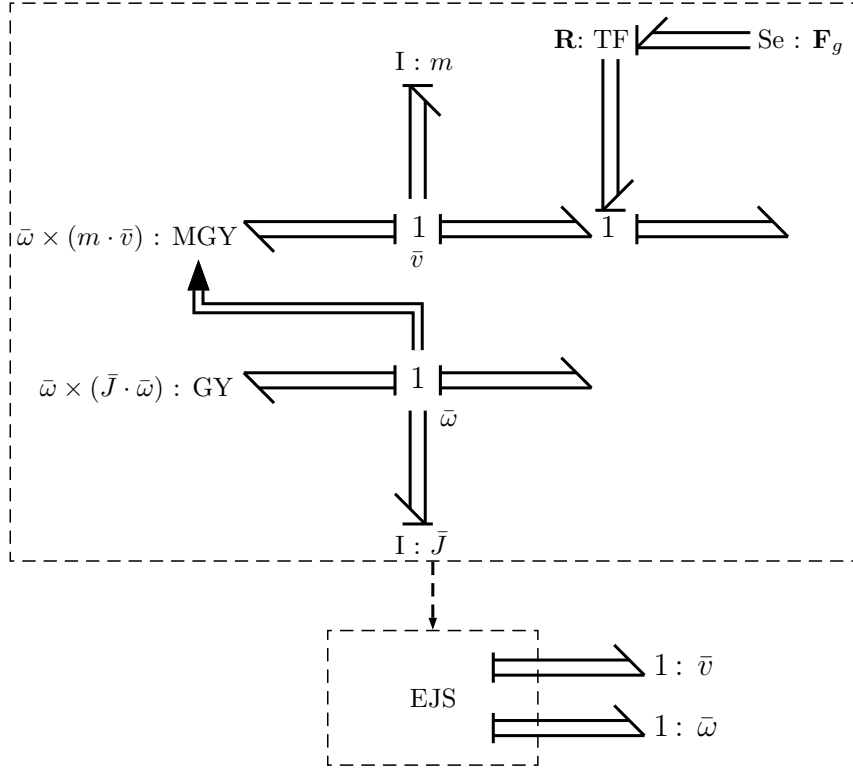 𝐑: TF Se : 𝐅_g
I : m
ω̄ × (m · v̄) : MGY 1 1
v̄
ω̄ × (J̄ · ω̄) : GY 1
ω̄
I : J̄
EJS
1 : v̄
1 : ω̄